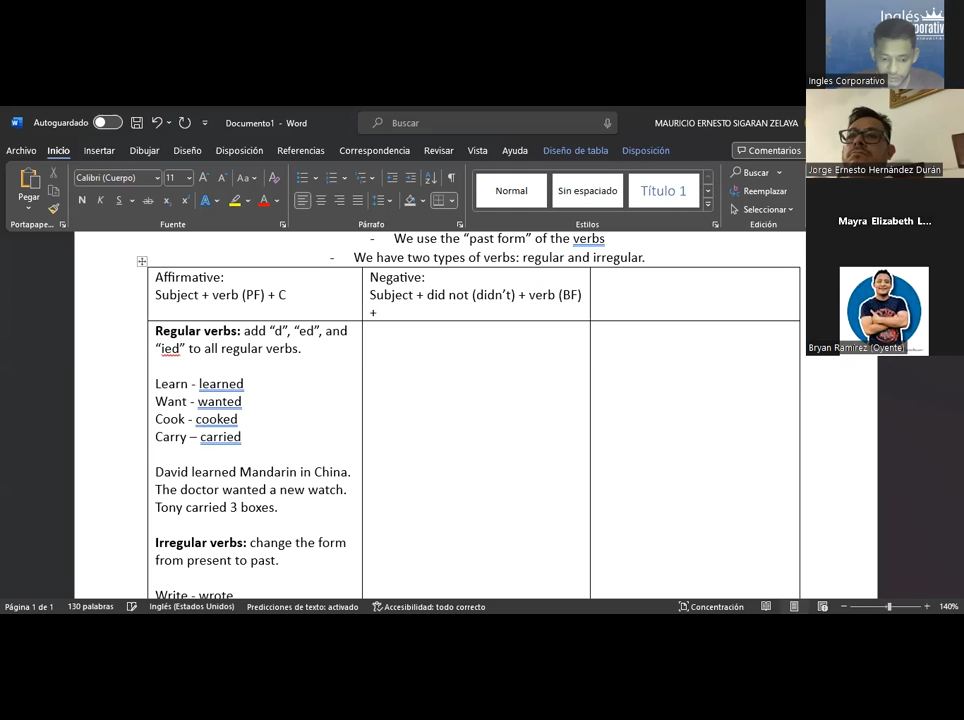 Inglés
porativo
Ingles Corporativo
Autoguardado
Documento1 - Word
Buscar
MAURICIO ERNESTO SIGARAN ZELAYA
Archivo Inicio Insertar Dibujar Diseño Disposición Referencias Correspondencia Revisar Vista Ayuda Diseño de tabla Disposición Comentarios
Pegar
Calibri (Cuerpo) 11
N K S ab x x A A
Normal
Sin espaciado
Título 1
Buscar
Reemplazar
Seleccionar
Portapape... Fuente Párrafo Estilos Edición
Jorge Ernesto Hernández Durán
Mayra Elizabeth L...
Bryan Ramirez (Oyente)
- We use the “past form” of the verbs
- We have two types of verbs: regular and irregular.
Affirmative:
Subject + verb (PF) + C
Negative:
Subject + did not (didn’t) + verb (BF)
+
Regular verbs: add “d”, “ed”, and
“ied” to all regular verbs.
Learn - learned
Want - wanted
Cook - cooked
Carry – carried
David learned Mandarin in China.
The doctor wanted a new watch.
Tony carried 3 boxes.
Irregular verbs: change the form
from present to past.
Write - wrote
Página 1 de 1 130 palabras Inglés (Estados Unidos) Predicciones de texto: activado Accesibilidad: todo correcto Concentración 140%